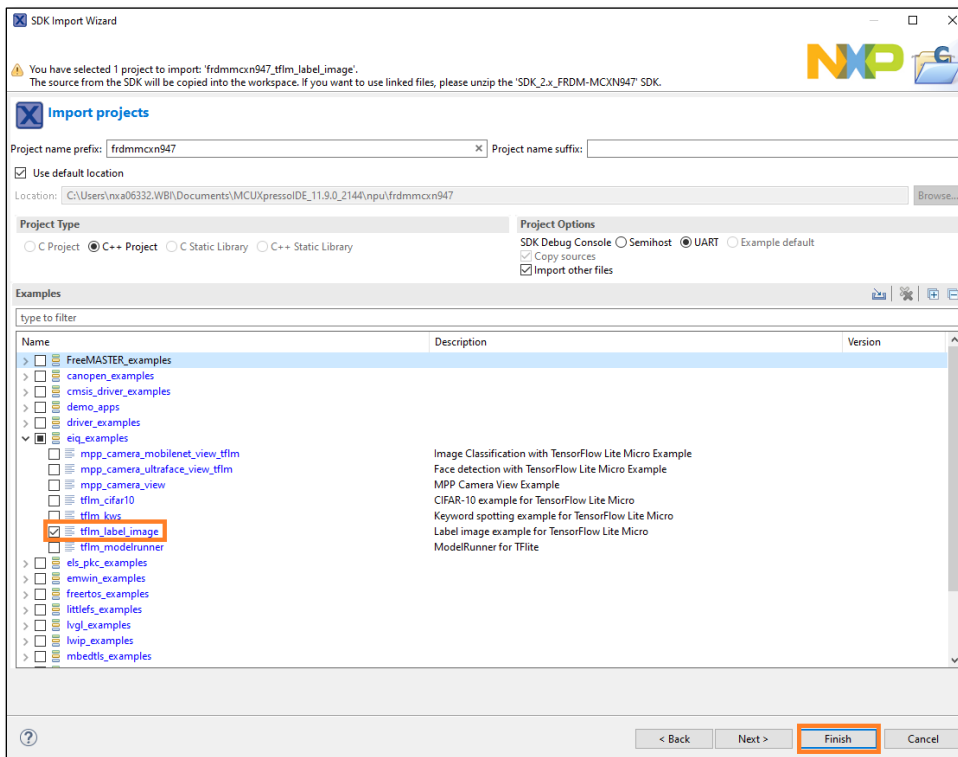 SDK Import Wizard
NXP
You have selected 1 project to import: 'frdmmcxn947_tflm_label_image'.
The source from the SDK will be copied into the workspace. If you want to use linked files, please unzip the 'SDK_2.x_FRDM-MCXN947' SDK.
Import projects
Project name prefix: frdmmcxn947 Project name suffix:
Use default location
Location: C:\Users\nxa06332.WBI\Documents\MCUXpressoIDE_11.9.0_2144\npu\frdmmcxn947 Browse...
Project Type Project Options
C Project C++ Project C Static Library C++ Static Library SDK Debug Console Semihost UART Example default
Copy sources
Import other files
Examples
type to filter
Name Description Version
FreeMASTER_examples
canopen_examples
cmsis_driver_examples
demo_apps
driver_examples
eiq_examples
mpp_camera_mobilenet_view_tflm Image Classification with TensorFlow Lite Micro Example
mpp_camera_ultraface_view_tflm Face detection with TensorFlow Lite Micro Example
mpp_camera_view MPP Camera View Example
tflm_cifar10 CIFAR-10 example for TensorFlow Lite Micro
tflm_kws Keyword spotting example for TensorFlow Lite Micro
tflm_label_image Label image example for TensorFlow Lite Micro
tflm_modelrunner ModelRunner for TFlite
els_pkc_examples
emwin_examples
freertos_examples
littlefs_examples
lvgl_examples
lwip_examples
mbedtls_examples
< Back Next > Finish Cancel